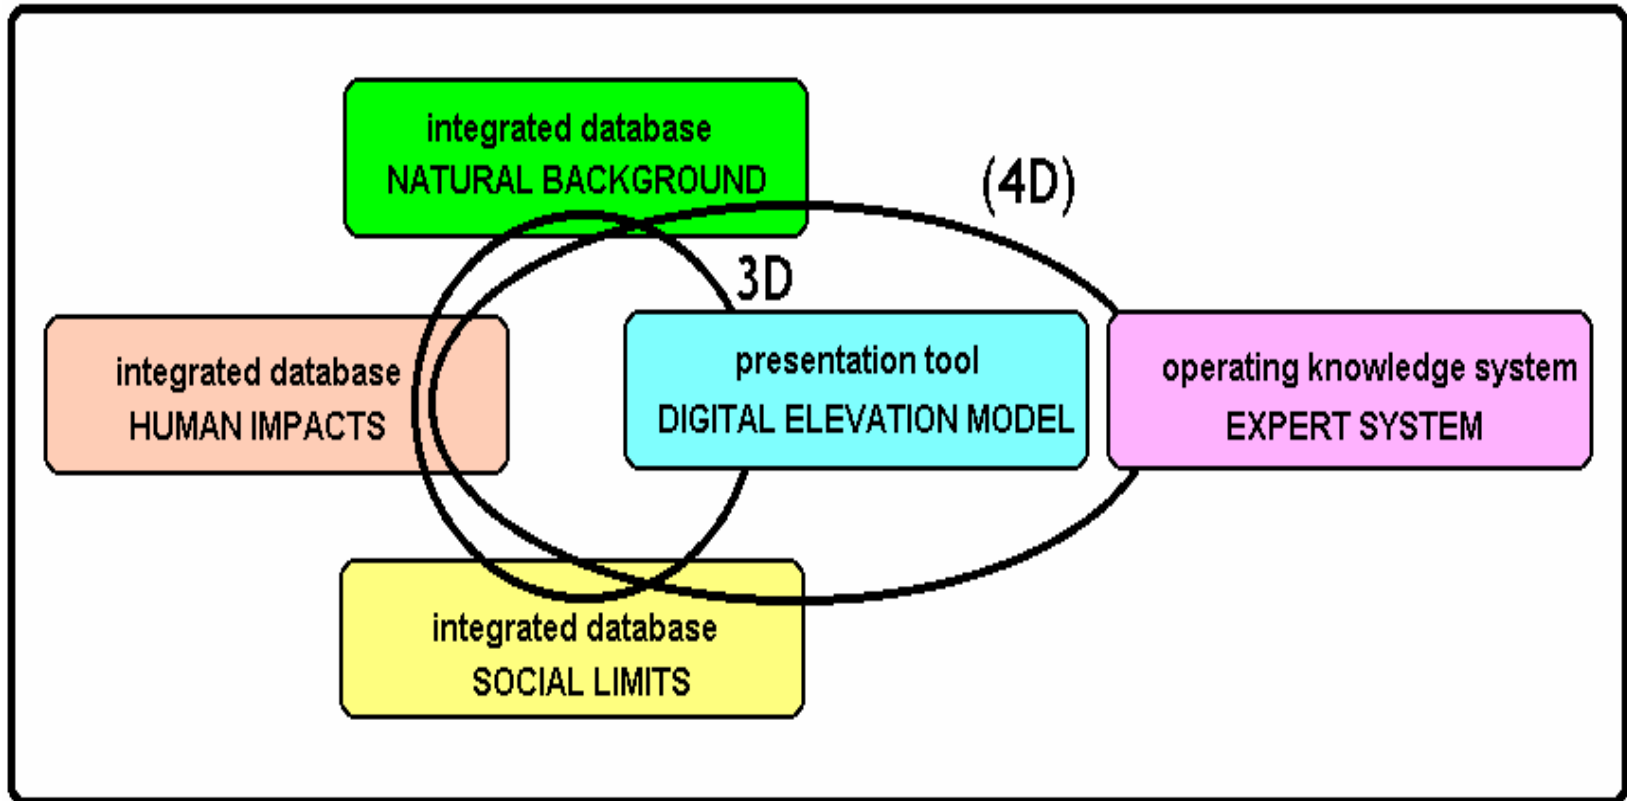 integrated database
NATURAL BACKGROUND
(4D)
3D
integrated database
HUMAN IMPACTS
presentation tool
DIGITAL ELEVATION MODEL
operating knowledge system
EXPERT SYSTEM
integrated database
SOCIAL LIMITS